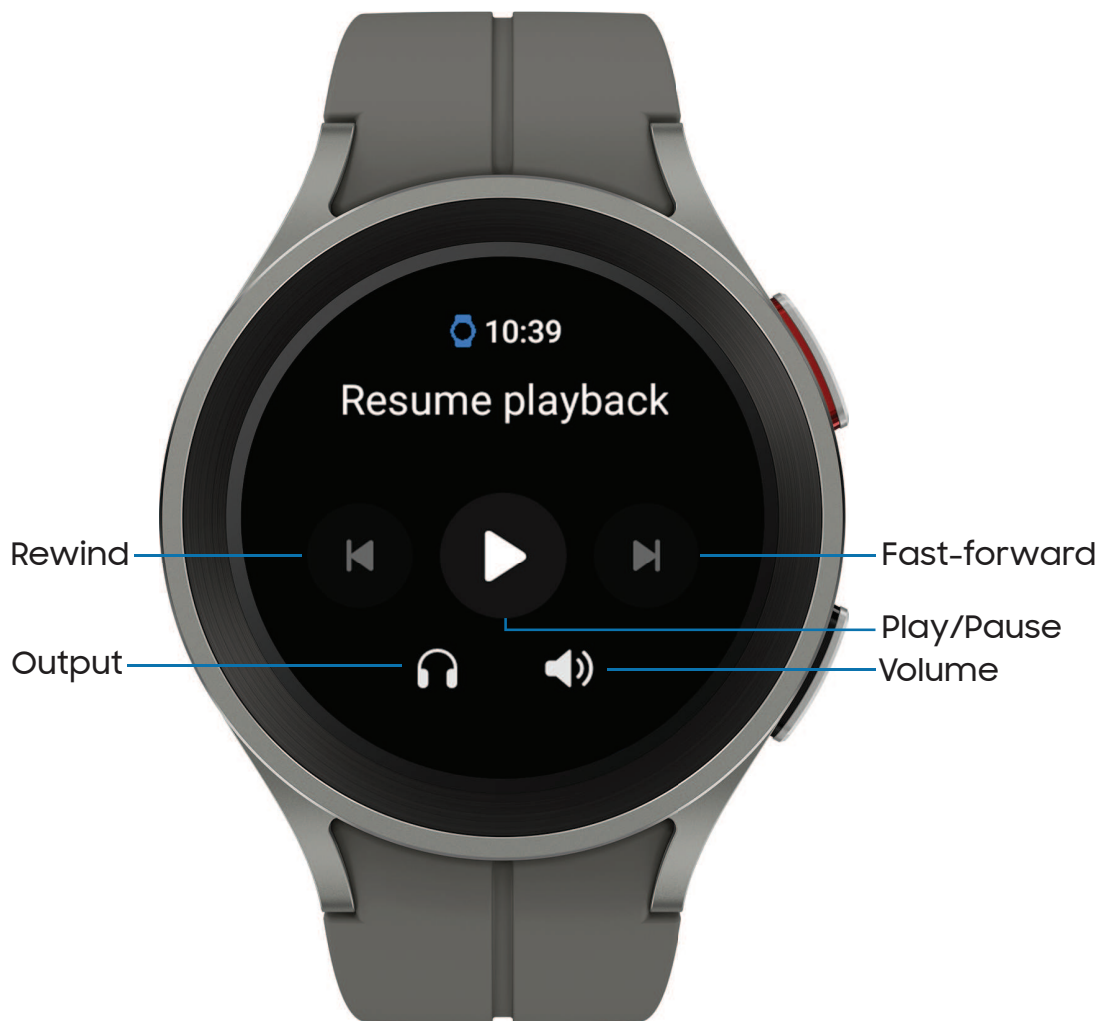 10:39
Resume playback
Rewind
Fast-forward
Play/Pause
Output
Volume